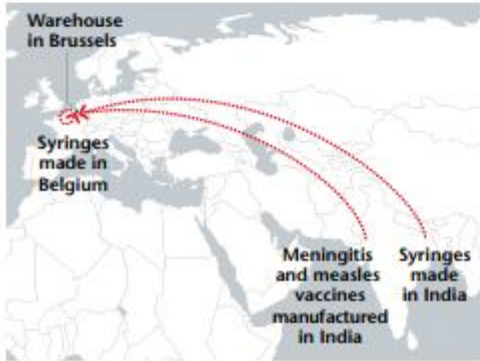 Warehouse
in Brussels
Syringes
made in
Belgium
Meningitis
and measles
vaccines
manufactured
in India
Syringes
made
in India